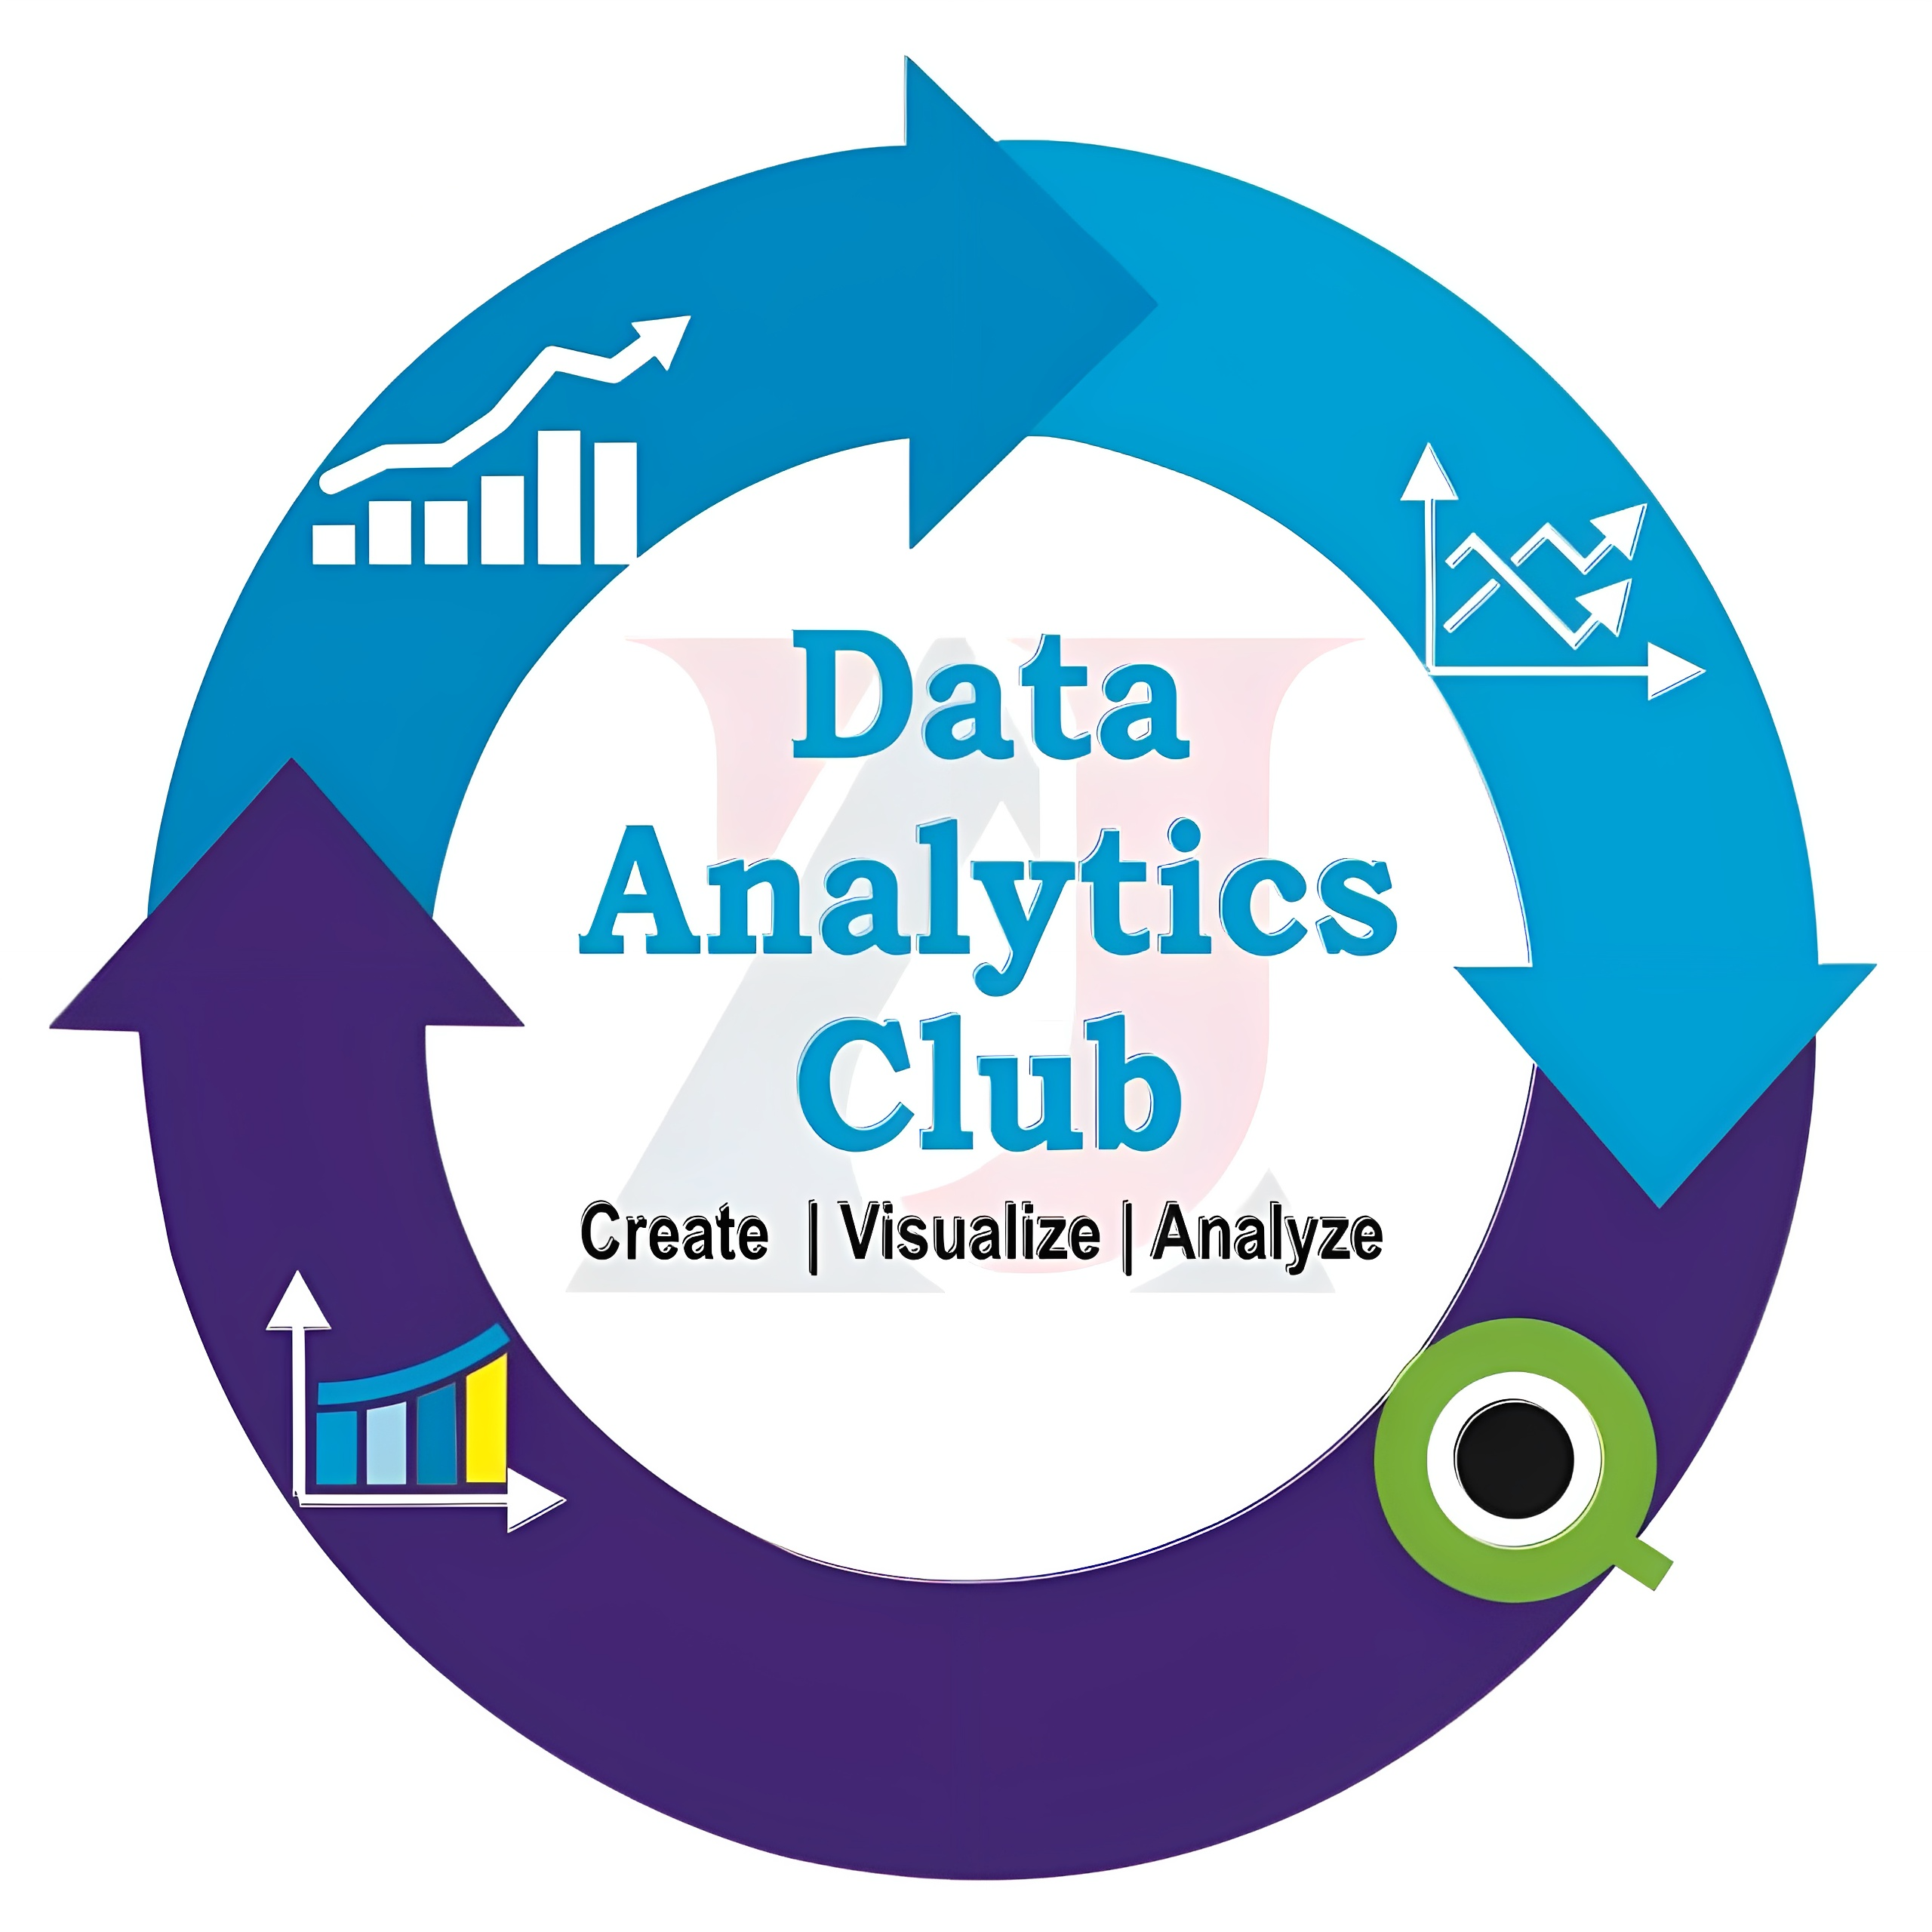 Data
Analytics
Club
Create | Visualize | Analyze